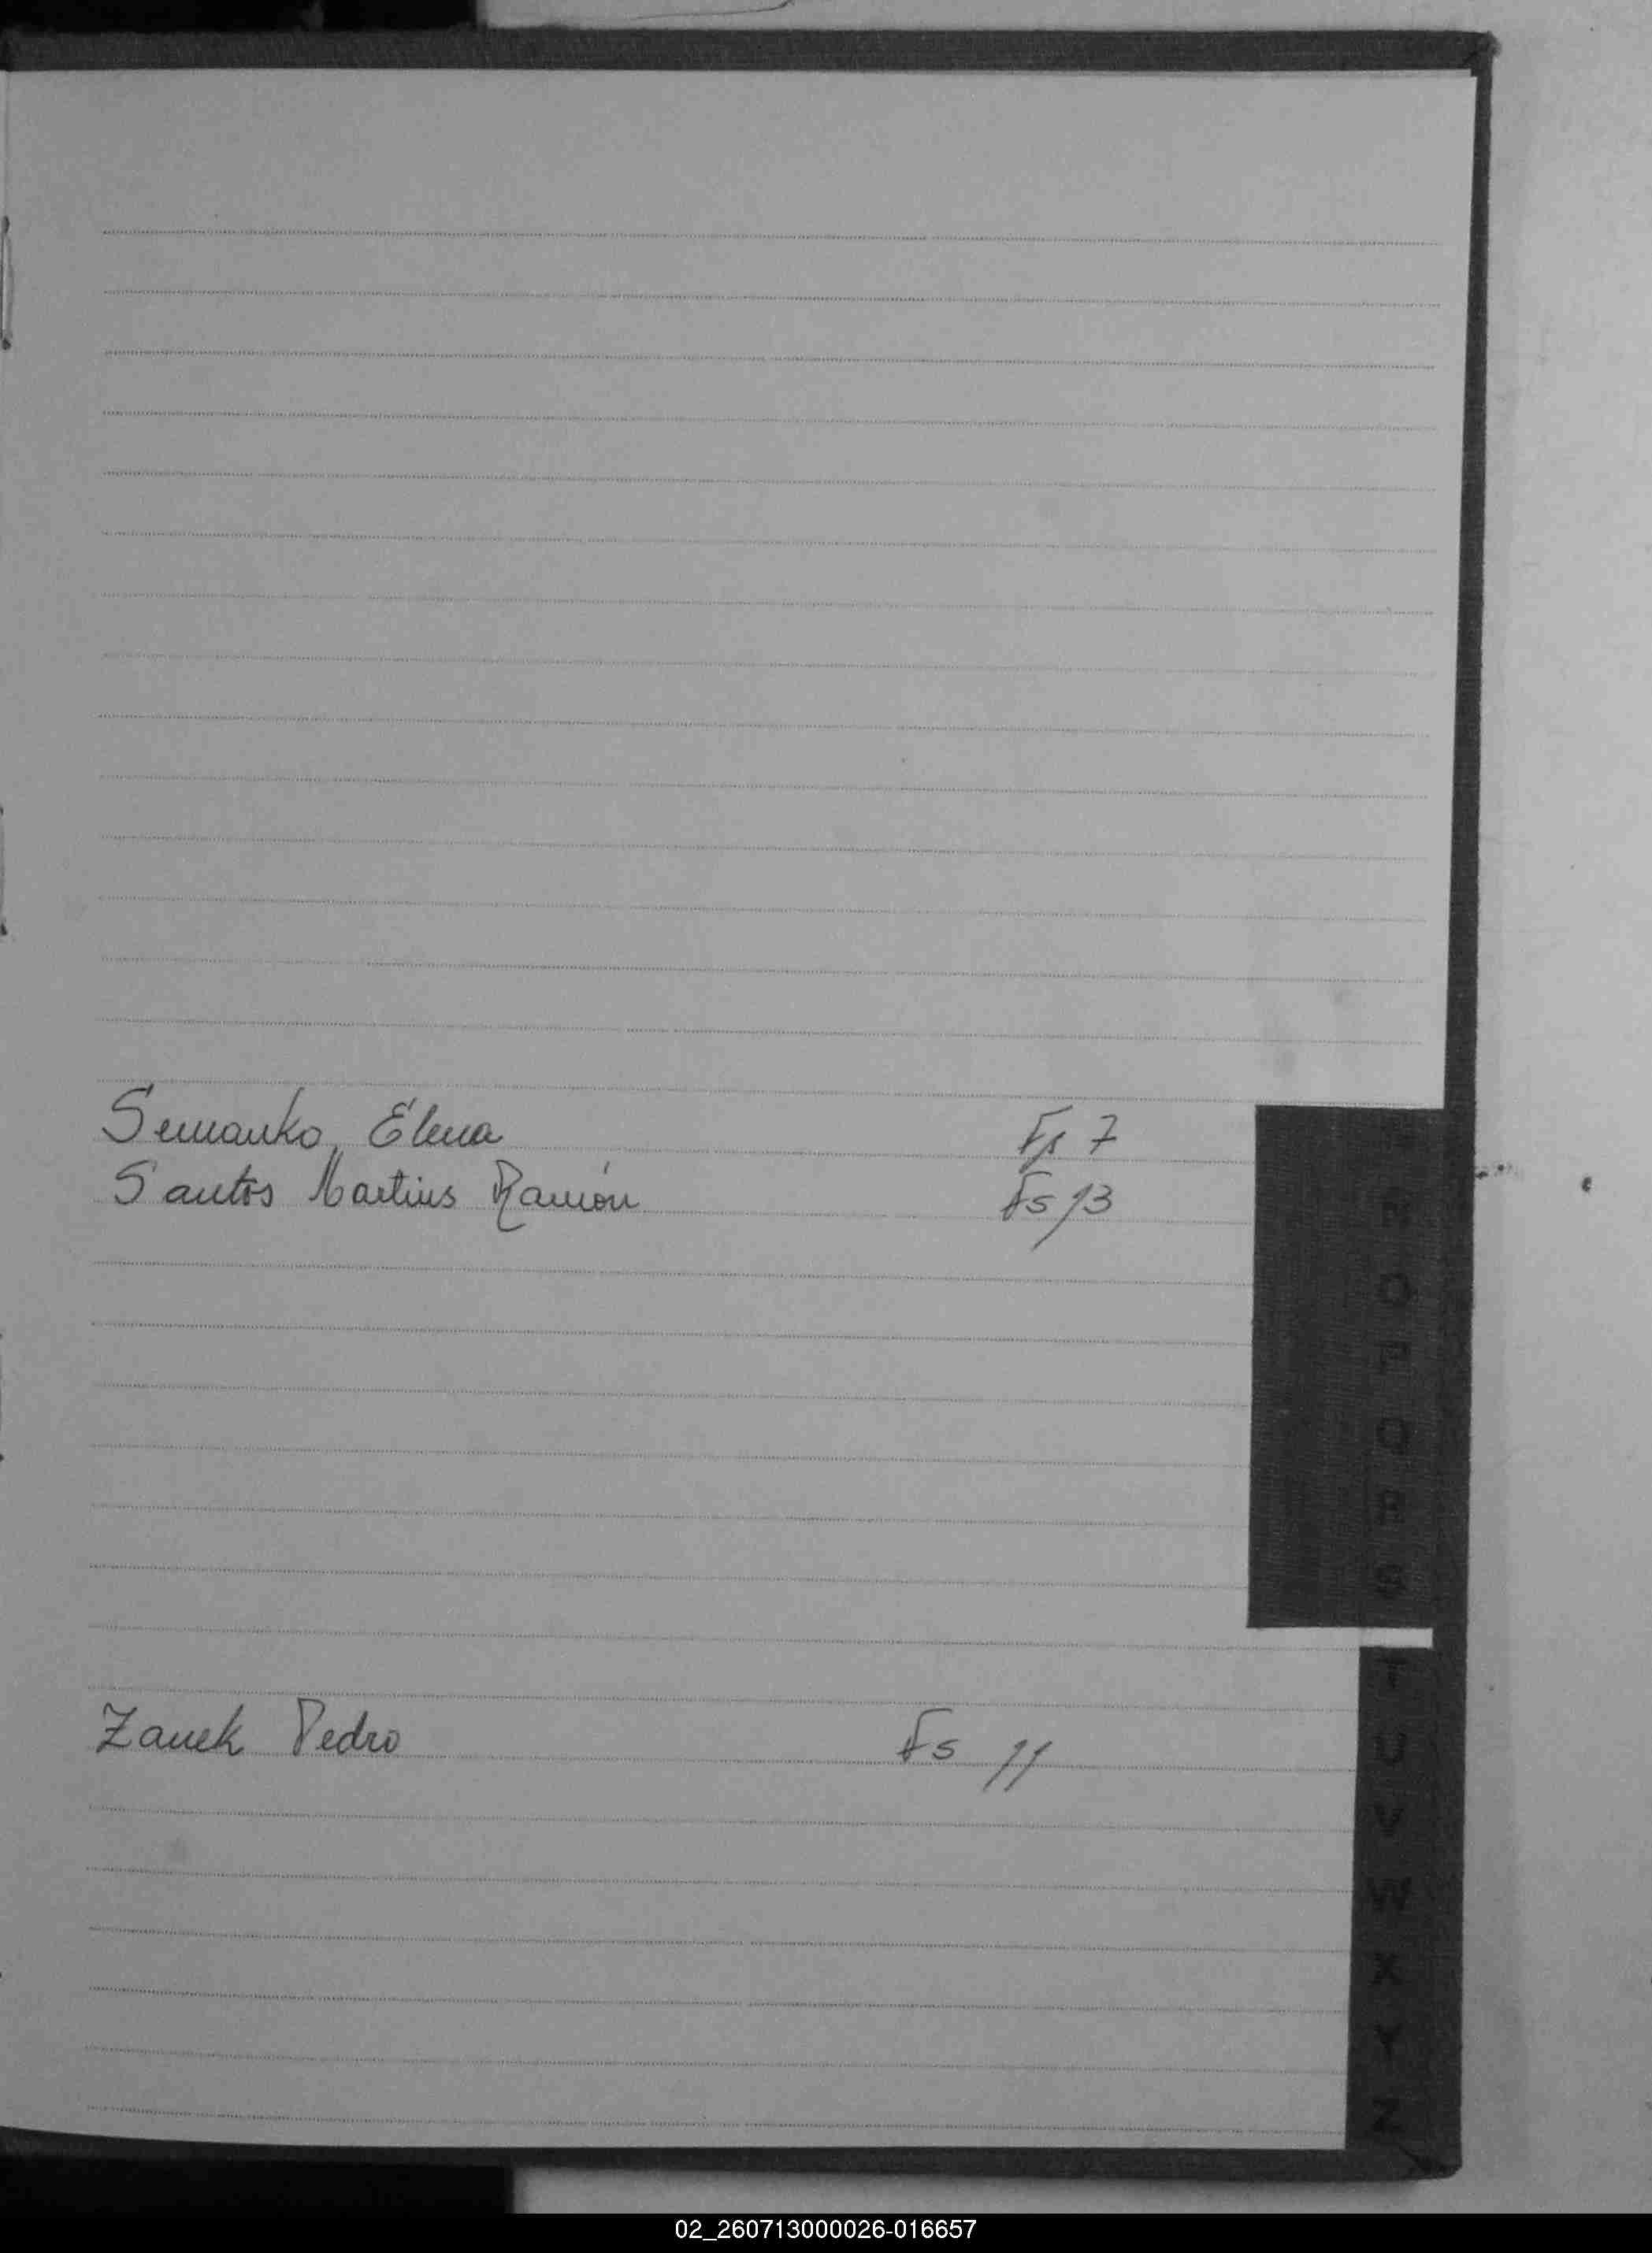 Semanko, Elena Fs 7
Santos Martins Ramón Fs 13
N
O
P
Q
R
S
T
Zanek Pedro Fs 11
U
V
W
X
Y
Z
02_260713000026-016657